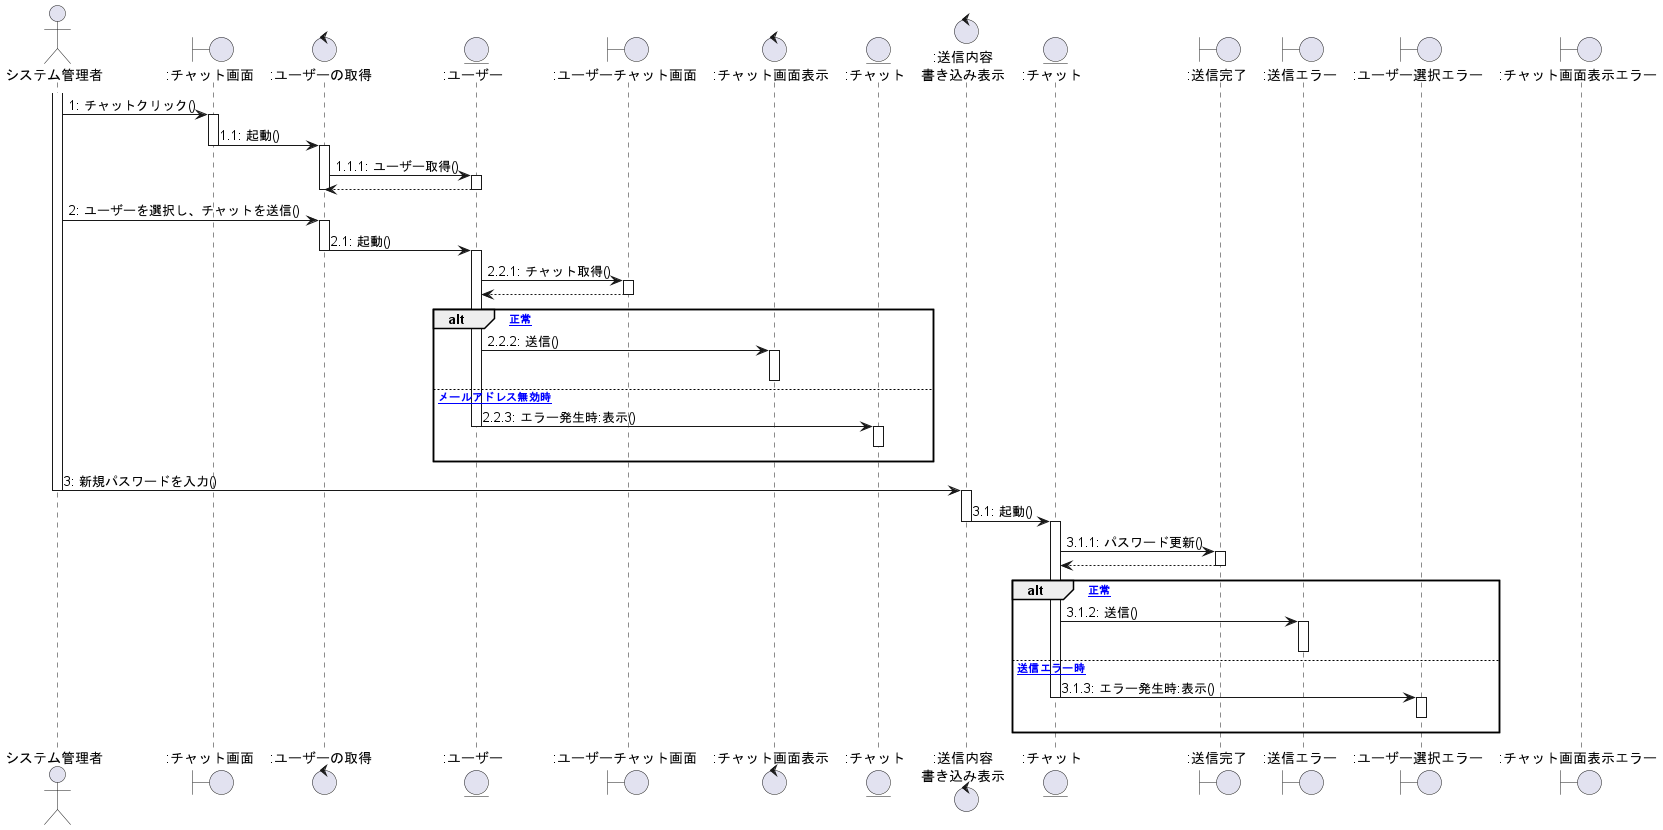 システム管理者
:チャット画面
:ユーザーの取得
:ユーザー
:ユーザーチャット画面
:チャット画面表示
:チャット
:送信内容
書き込み表示
:チャット
:送信完了
:送信エラー
:ユーザー選択エラー
:チャット画面表示エラー
1: チャットクリック()
1.1: 起動()
1.1.1: ユーザー取得()
2: ユーザーを選択し、チャットを送信()
2.1: 起動()
2.2.1: チャット取得()
alt
正常
2.2.2: 送信()
メールアドレス無効時
2.2.3: エラー発生時:表示()
3: 新規パスワードを入力()
3.1: 起動()
3.1.1: パスワード更新()
alt
正常
3.1.2: 送信()
送信エラー時
3.1.3: エラー発生時:表示()
システム管理者
:チャット画面
:ユーザーの取得
:ユーザー
:ユーザーチャット画面
:チャット画面表示
:チャット
:送信内容
書き込み表示
:チャット
:送信完了
:送信エラー
:ユーザー選択エラー
:チャット画面表示エラー